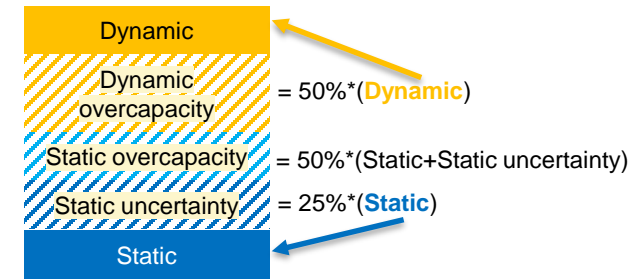 Dynamic
Dynamic
overcapacity
= 50%*(Dynamic)
Static overcapacity
= 50%*(Static+Static uncertainty)
Static uncertainty
= 25%*(Static)
Static